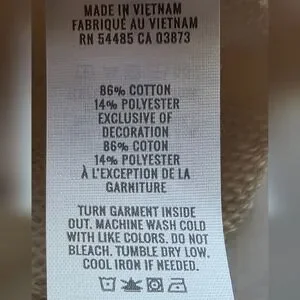 MADE IN VIETNAM
FABRIQUÉ AU VIETNAM
RN 54485 CA 03873
86% COTTON
14% POLYESTER
EXCLUSIVE OF
DECORATION
86% COTON
14% POLYESTER
À L'EXCEPTION DE LA
GARNITURE
TURN GARMENT INSIDE
OUT. MACHINE WASH COLD
WITH LIKE COLORS. DO NOT
BLEACH. TUMBLE DRY LOW.
COOL IRON IF NEEDED.